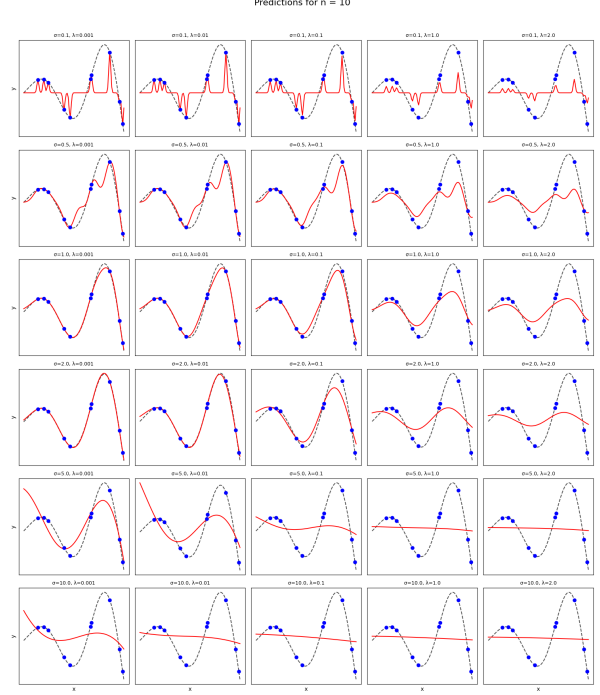 Predictions for n = 10
σ=0.1, λ=0.001 σ=0.1, λ=0.01 σ=0.1, λ=0.1 σ=0.1, λ=1.0 σ=0.1, λ=2.0
y
σ=0.5, λ=0.001 σ=0.5, λ=0.01 σ=0.5, λ=0.1 σ=0.5, λ=1.0 σ=0.5, λ=2.0
y
σ=1.0, λ=0.001 σ=1.0, λ=0.01 σ=1.0, λ=0.1 σ=1.0, λ=1.0 σ=1.0, λ=2.0
y
σ=2.0, λ=0.001 σ=2.0, λ=0.01 σ=2.0, λ=0.1 σ=2.0, λ=1.0 σ=2.0, λ=2.0
y
σ=5.0, λ=0.001 σ=5.0, λ=0.01 σ=5.0, λ=0.1 σ=5.0, λ=1.0 σ=5.0, λ=2.0
y
σ=10.0, λ=0.001 σ=10.0, λ=0.01 σ=10.0, λ=0.1 σ=10.0, λ=1.0 σ=10.0, λ=2.0
y
x x x x x